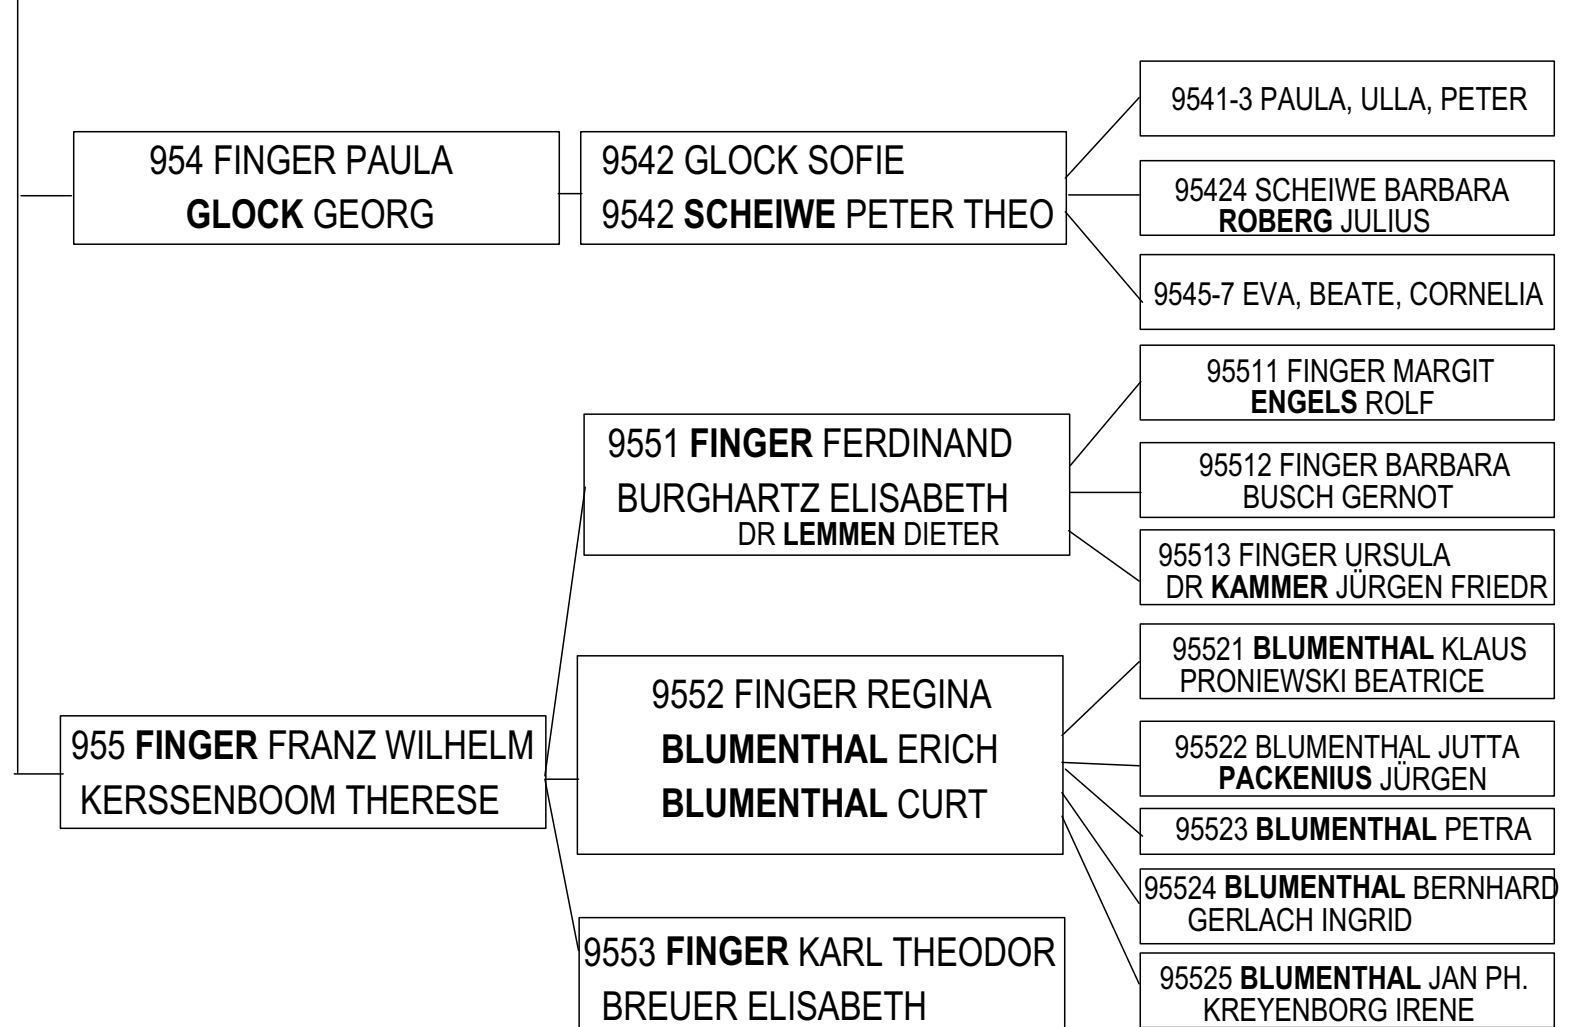 954 FINGER PAULA
GLOCK GEORG
9542 GLOCK SOFIE
9542 SCHEIWE PETER THEO
9541-3 PAULA, ULLA, PETER
95424 SCHEIWE BARBARA
ROBERG JULIUS
9545-7 EVA, BEATE, CORNELIA
955 FINGER FRANZ WILHELM
KERSSENBOOM THERESE
9551 FINGER FERDINAND
BURGHARTZ ELISABETH
DR LEMMEN DIETER
95511 FINGER MARGIT
ENGELS ROLF
95512 FINGER BARBARA
BUSCH GERNOT
95513 FINGER URSULA
DR KAMMER JÜRGEN FRIEDR
9552 FINGER REGINA
BLUMENTHAL ERICH
BLUMENTHAL CURT
95521 BLUMENTHAL KLAUS
PRONIEWSKI BEATRICE
95522 BLUMENTHAL JUTTA
PACKENIUS JÜRGEN
95523 BLUMENTHAL PETRA
95524 BLUMENTHAL BERNHARD
GERLACH INGRID
95525 BLUMENTHAL JAN PH.
KREYENBORG IRENE
9553 FINGER KARL THEODOR
BREUER ELISABETH